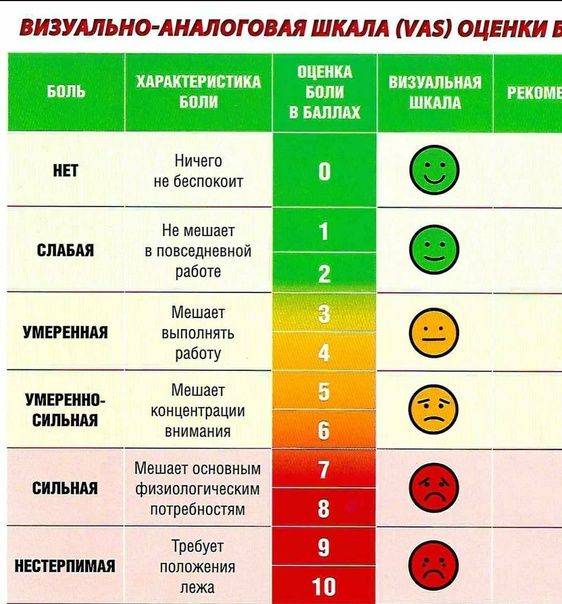 ВИЗУАЛЬНО-АНАЛОГОВАЯ ШКАЛА (VAS) ОЦЕНКИ
БОЛЬ
ХАРАКТЕРИСТИКА
БОЛИ
ОЦЕНКА
БОЛИ
В БАЛЛАХ
ВИЗУАЛЬНАЯ
ШКАЛА
РЕКОМЕ
НЕТ
Ничего
не беспокоит
0
СЛАБАЯ
Не мешает
в повседневной
работе
1
2
УМЕРЕННАЯ
Мешает
выполнять
работу
3
4
УМЕРЕННО-
СИЛЬНАЯ
Мешает
концентрации
внимания
5
6
СИЛЬНАЯ
Мешает основным
физиологическим
потребностям
7
8
НЕСТЕРПИМАЯ
Требует
положения
лежа
9
10